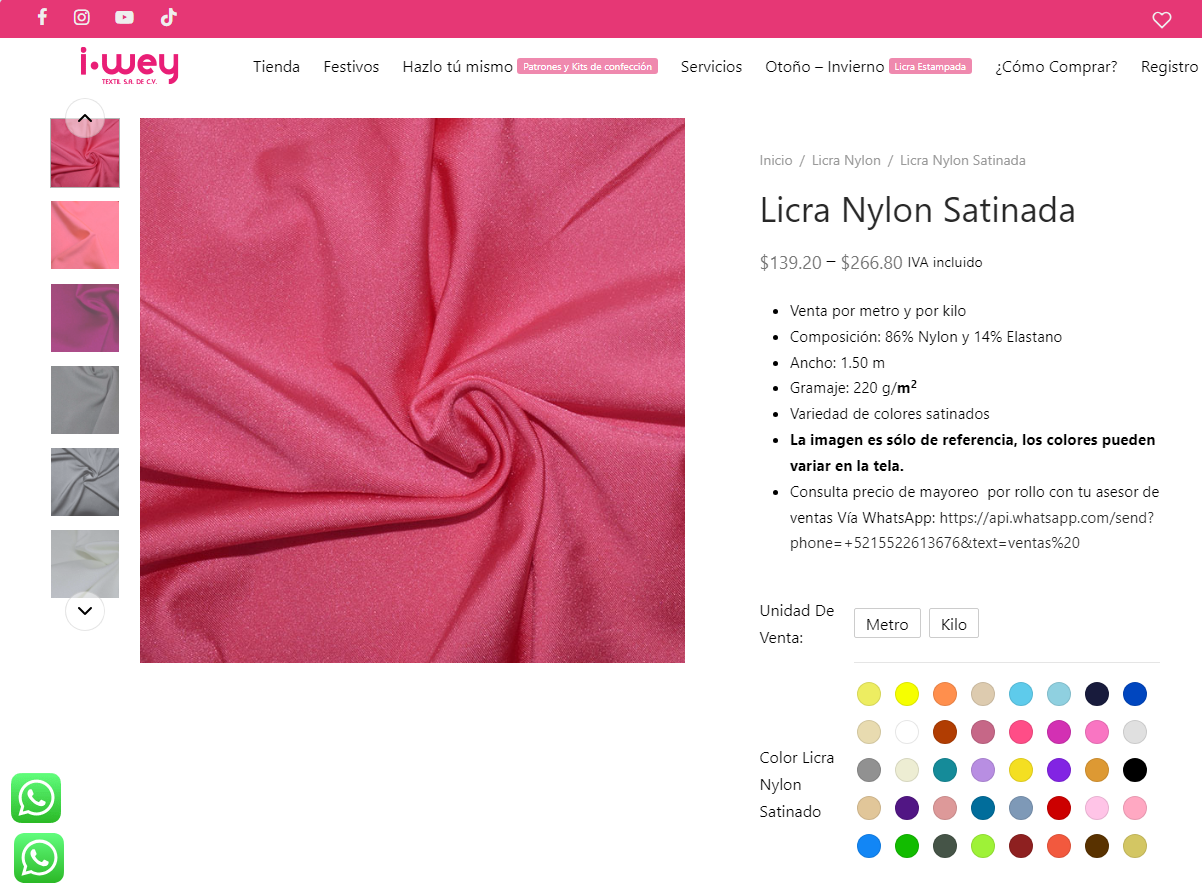 i·wey
TEXTIL S.A. DE C.V.
Tienda
Festivos
Hazlo tú mismo Patrones y Kits de confección
Servicios
Otoño – Invierno Licra Estampada
¿Cómo Comprar?
Registro
Inicio / Licra Nylon / Licra Nylon Satinada
Licra Nylon Satinada
$139.20 – $266.80 IVA incluido
Venta por metro y por kilo
Composición: 86% Nylon y 14% Elastano
Ancho: 1.50 m
Gramaje: 220 g/m²
Variedad de colores satinados
La imagen es sólo de referencia, los colores pueden
variar en la tela.
Consulta precio de mayoreo  por rollo con tu asesor de
ventas Vía WhatsApp: https://api.whatsapp.com/send?
phone=+5215522613676&text=ventas%20
Unidad De
Venta:
Metro
Kilo
Color Licra
Nylon
Satinado